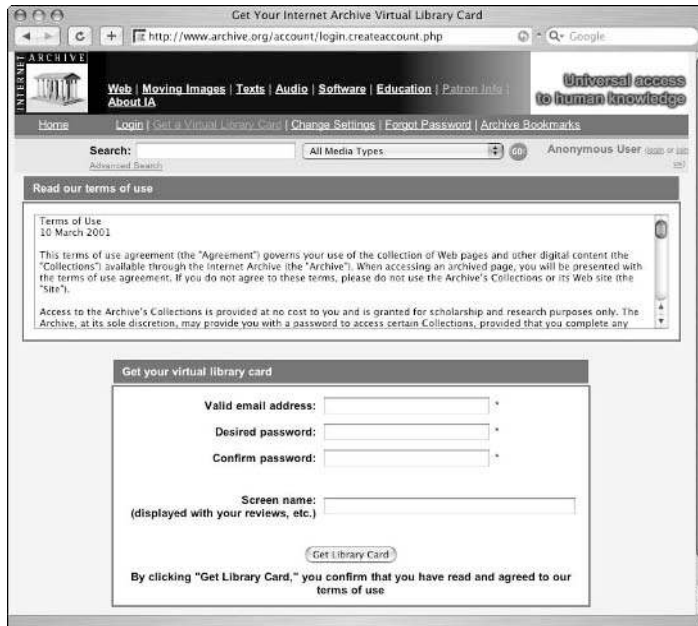 Get Your Internet Archive Virtual Library Card
http://www.archive.org/account/login.createaccount.php
Google
INTERNET
ARCHIVE
Web | Moving Images | Texts | Audio | Software | Education | Patron Info |
About IA
Universal access
to human knowledge
Home
Login | Get a Virtual Library Card | Change Settings | Forgot Password | Archive Bookmarks
Search:
All Media Types
GO!
Anonymous User
Advanced Search
Read our terms of use
Terms of Use
10 March 2001
This terms of use agreement (the "Agreement") governs your use of the collection of Web pages and other digital content (the
"Collections") available through the Internet Archive (the "Archive"). When accessing an archived page, you will be presented with
the terms of use agreement. If you do not agree to these terms, please do not use the Archive's Collections or its Web site (the
"Site").
Access to the Archive's Collections is provided at no cost to you and is granted for scholarship and research purposes only. The
Archive, at its sole discretion, may provide you with a password to access certain Collections, provided that you complete any
Get your virtual library card
Valid email address: *
Desired password: *
Confirm password: *
Screen name:
(displayed with your reviews, etc.)
Get Library Card
By clicking "Get Library Card," you confirm that you have read and agreed to our
terms of use